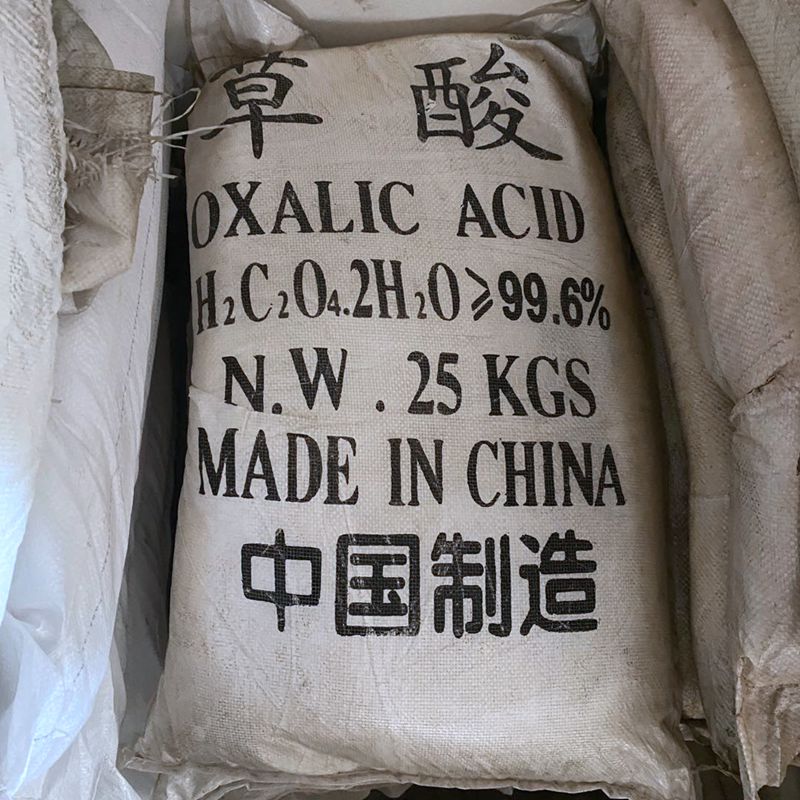 草酸
OXALIC ACID
H₂C₂O₄.2H₂O≥99.6%
N.W. 25 KGS
MADE IN CHINA
中国制造